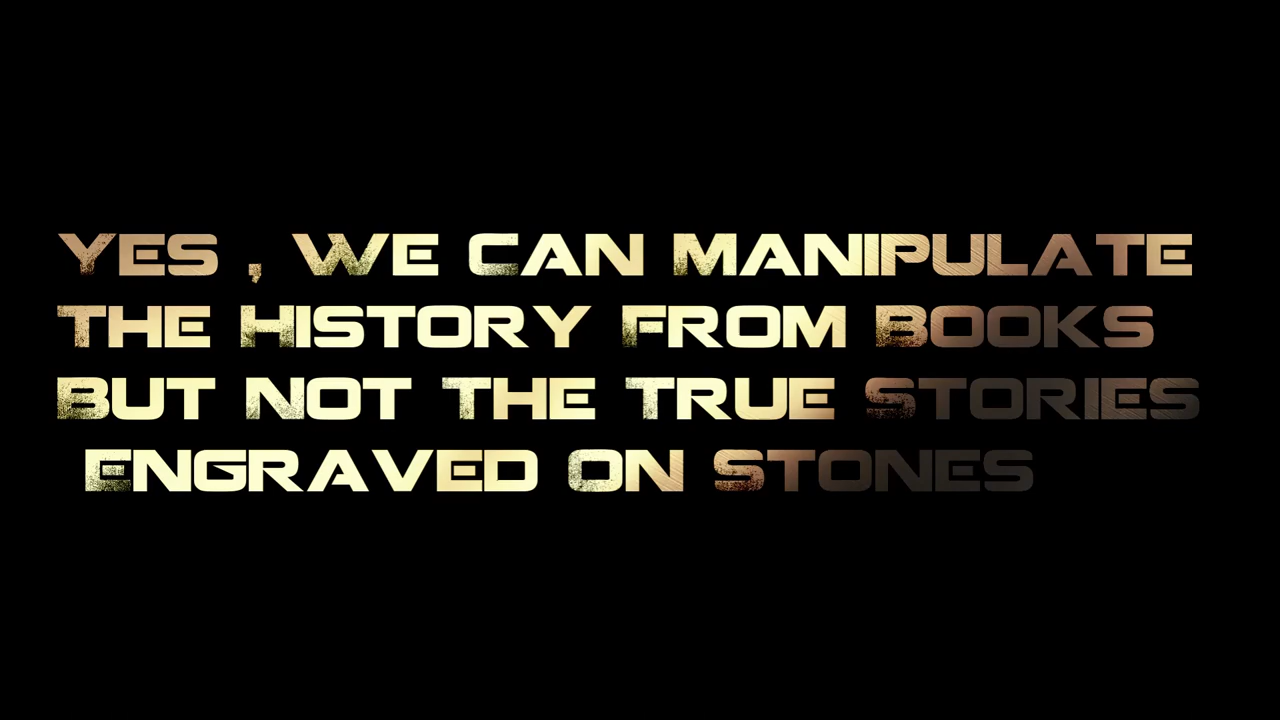 YES , WE CAN MANIPULATE
THE HISTORY FROM BOOKS
BUT NOT THE TRUE STORIES
ENGRAVED ON STONES